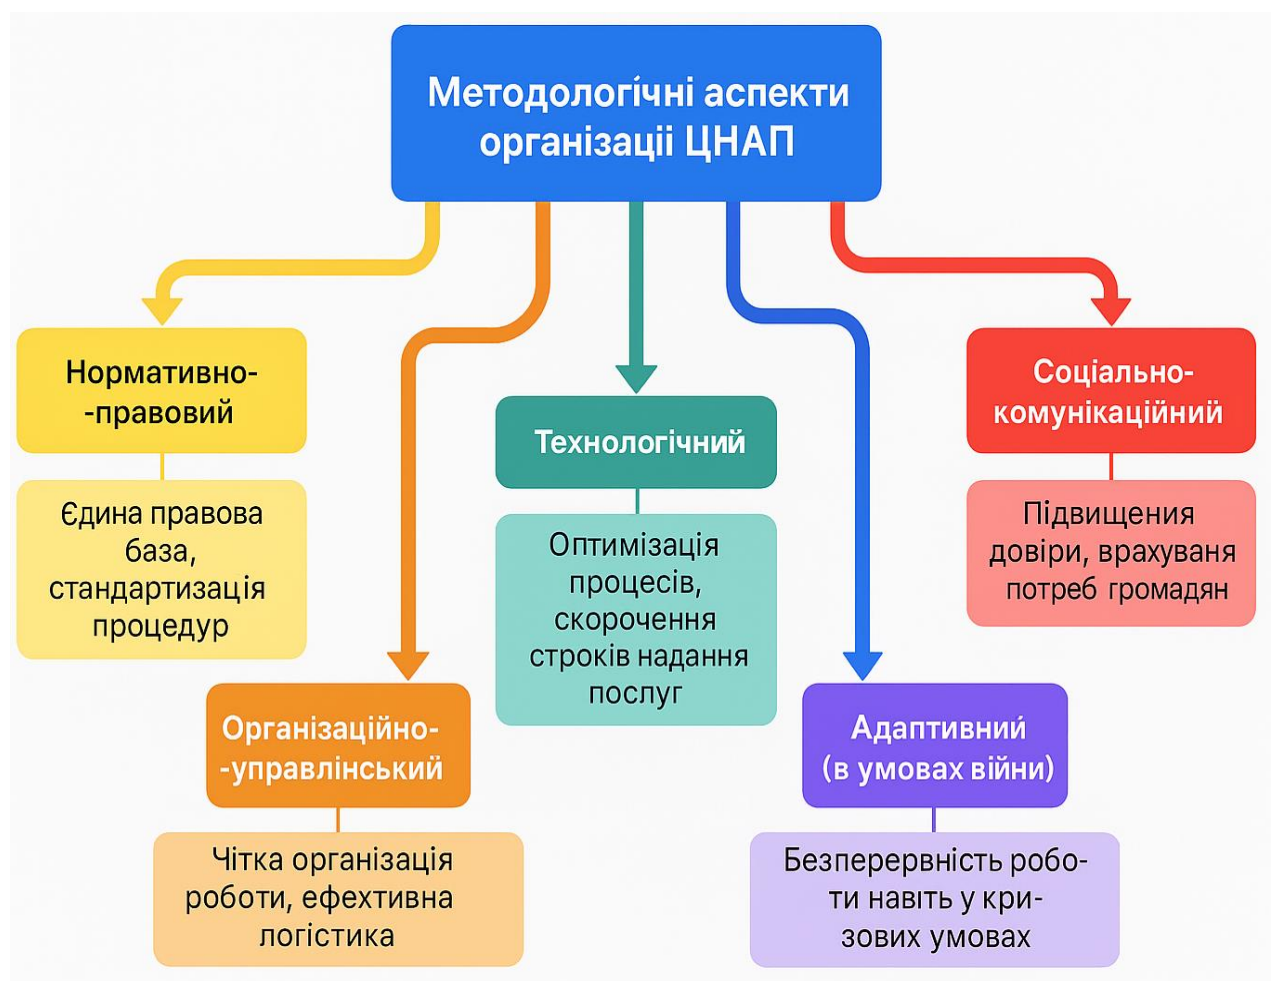 Методологічні аспекти
організаціі ЦНАП
Нормативно-
-правовий
Єдина правова
база,
стандартизація
процедур
Організаційно-
-управлінський
Чітка організація
роботи, ефехтивна
логістика
Технологічний
Оптимізація
процесів,
скорочення
строків надання
послуг
Адаптивний
(в умовах війни)
Безперервність робо-
ти навіть у кри-
зових умовах
Соціально-
комунікаційний
Підвищения
довіри, врахуваня
потреб громадян